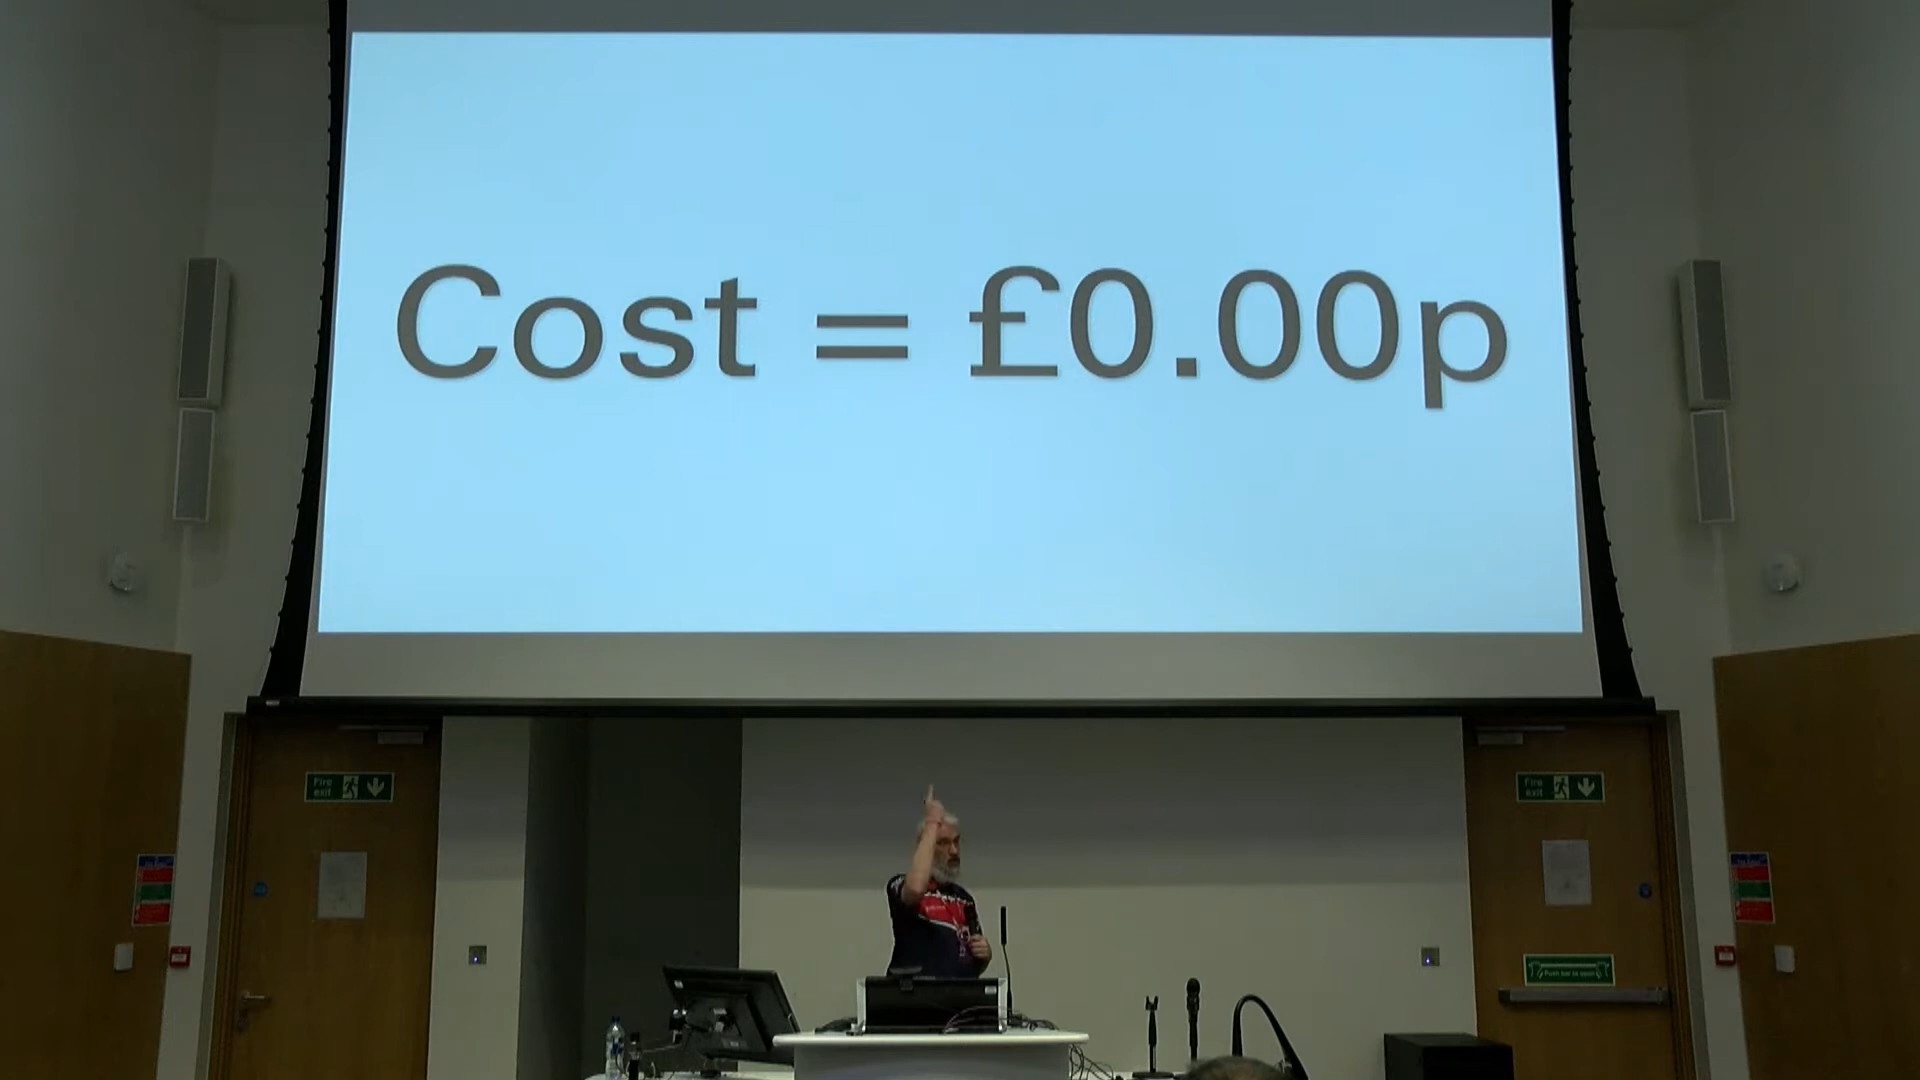 Cost = £0.00p
Fire
exit
Fire
exit
Push bar to open